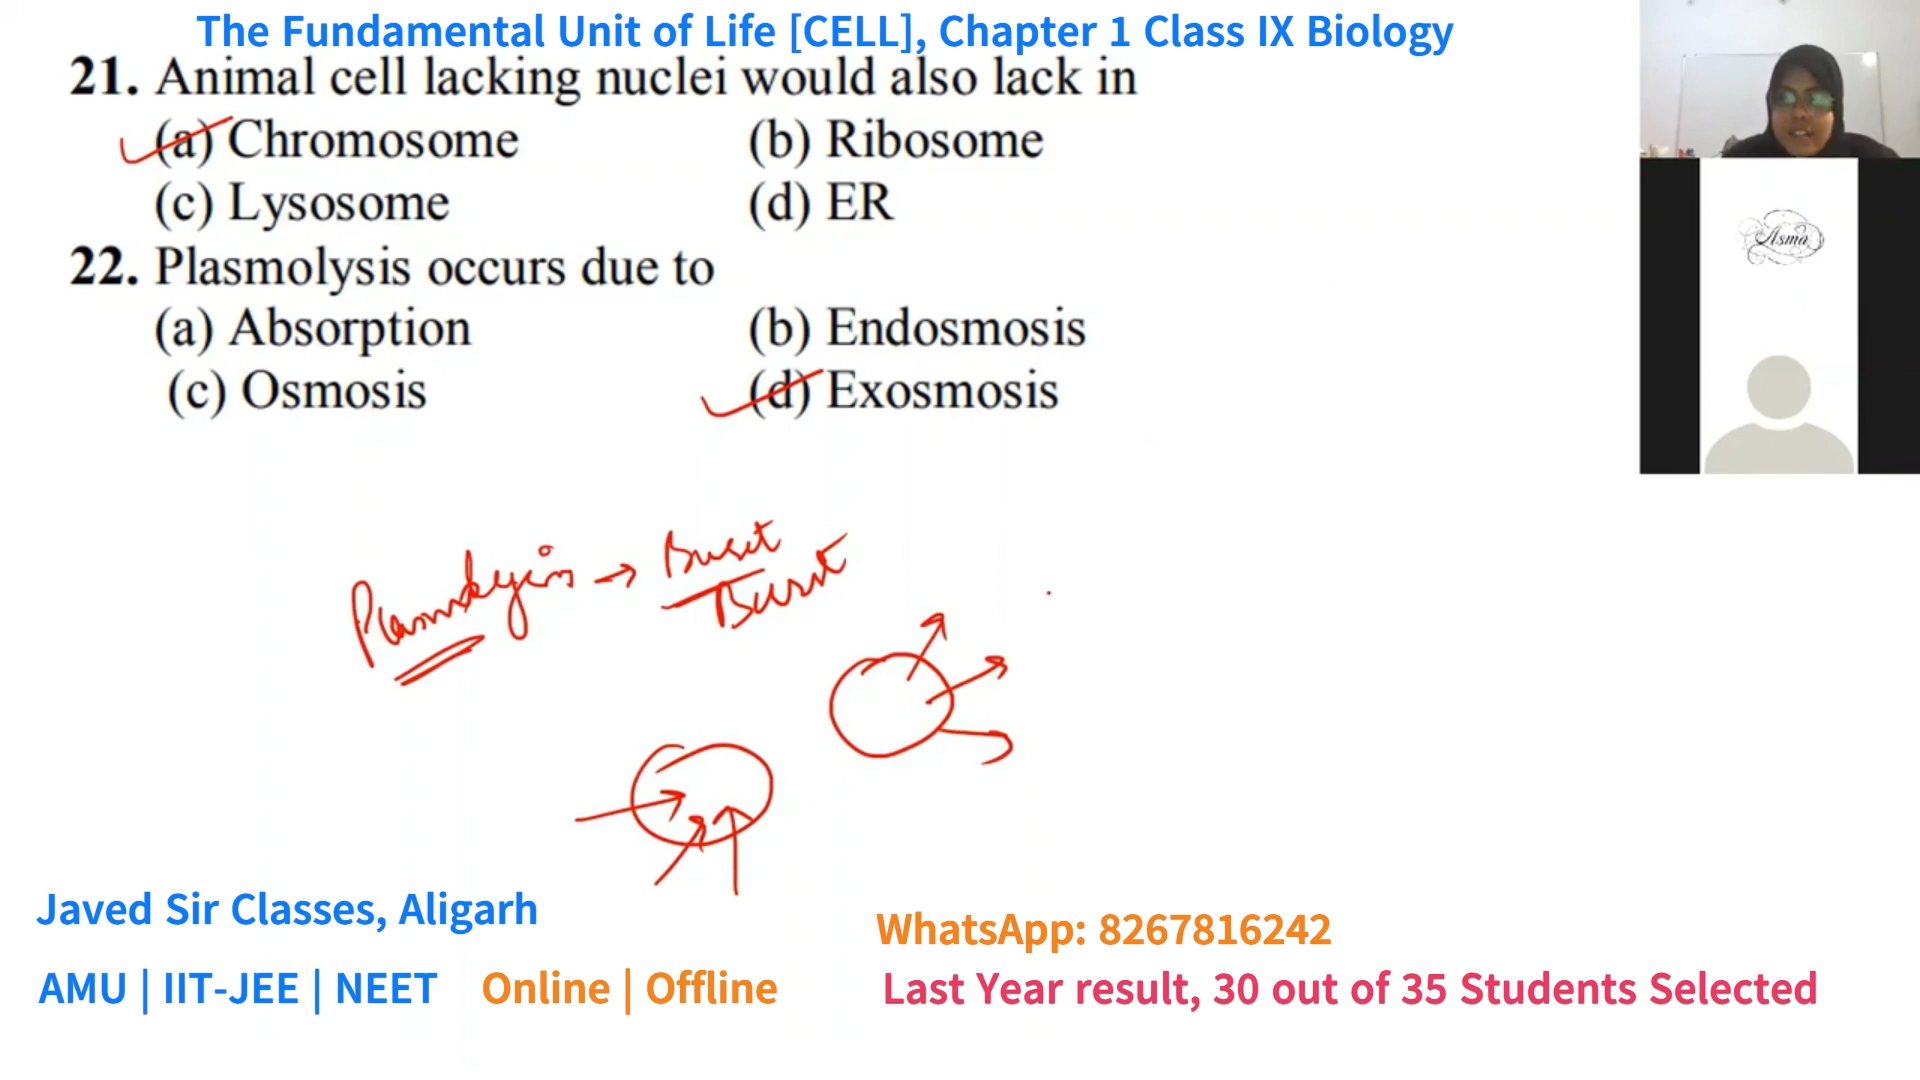 The Fundamental Unit of Life [CELL], Chapter 1 Class IX Biology
21. Animal cell lacking nuclei would also lack in
(a) Chromosome (b) Ribosome
(c) Lysosome (d) ER
22. Plasmolysis occurs due to
(a) Absorption (b) Endosmosis
(c) Osmosis (d) Exosmosis
Asma
Burst
Burst
Javed Sir Classes, Aligarh
WhatsApp: 8267816242
AMU | IIT-JEE | NEET Online | Offline
Last Year result, 30 out of 35 Students Selected